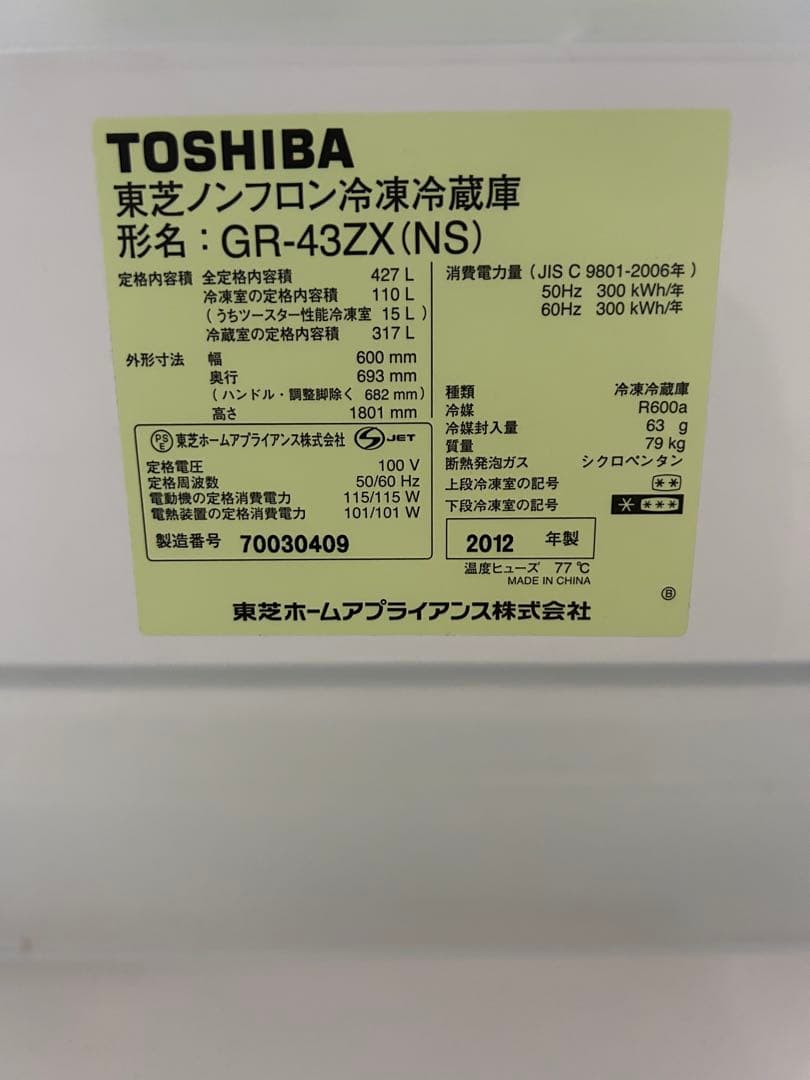 TOSHIBA
東芝ノンフロン冷凍冷蔵庫
形名：GR-43ZX(NS)
定格内容積 全定格内容積 427 L
冷凍室の定格内容積 110 L
（うちツースター性能冷凍室 15 L ）
冷蔵室の定格内容積 317 L
外形寸法 幅 600 mm
奥行 693 mm
（ハンドル・調整脚除く 682 mm）
高さ 1801 mm
PSE 東芝ホームアプライアンス株式会社 S JET
定格電圧 100 V
定格周波数 50/60 Hz
電動機の定格消費電力 115/115 W
電熱装置の定格消費電力 101/101 W
製造番号 70030409
消費電力量（JIS C 9801-2006年）
50Hz 300 kWh/年
60Hz 300 kWh/年
種類 冷凍冷蔵庫
冷媒 R600a
冷媒封入量 63 g
質量 79 kg
断熱発泡ガス シクロペンタン
上段冷凍室の記号 **
下段冷凍室の記号 * ***
2012 年製
温度ヒューズ 77 ℃
MADE IN CHINA
Ⓑ
東芝ホームアプライアンス株式会社